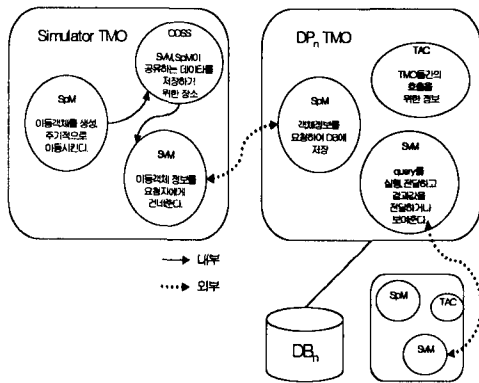 Simulator TMO
ODSS
SVM,SpM이
공유하는 데이타를
저장하기
위한 장소
SpM
이동객체를 생성,
주기적으로
이동시킨다.
SVM
이동객체 정보를
요청자에게
건네준다.
DPn TMO
TAC
TMO들간의
호출을
위한 정보
SpM
객체정보를
요청하여 DB에
저장
SVM
query를
실행,전달하고
결과값을
전달하거나
보여준다.
내부
외부
DBn
SpM
TAC
SVM